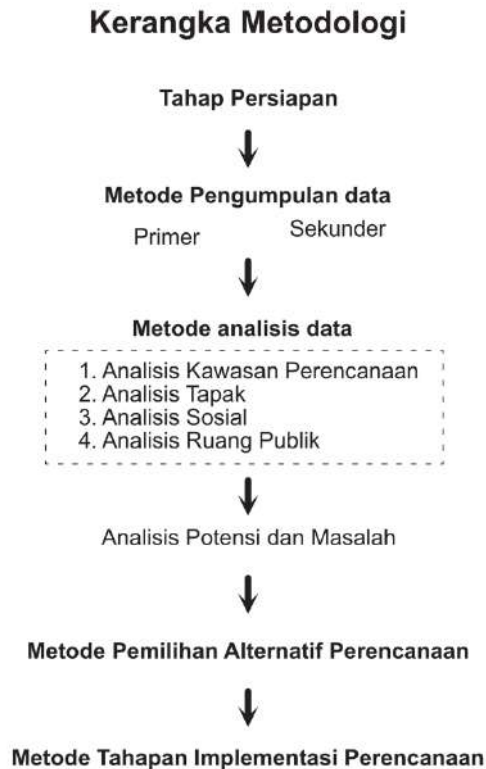 Kerangka Metodologi
Tahap Persiapan
Metode Pengumpulan data
Primer Sekunder
Metode analisis data
1. Analisis Kawasan Perencanaan
2. Analisis Tapak
3. Analisis Sosial
4. Analisis Ruang Publik
Analisis Potensi dan Masalah
Metode Pemilihan Alternatif Perencanaan
Metode Tahapan Implementasi Perencanaan